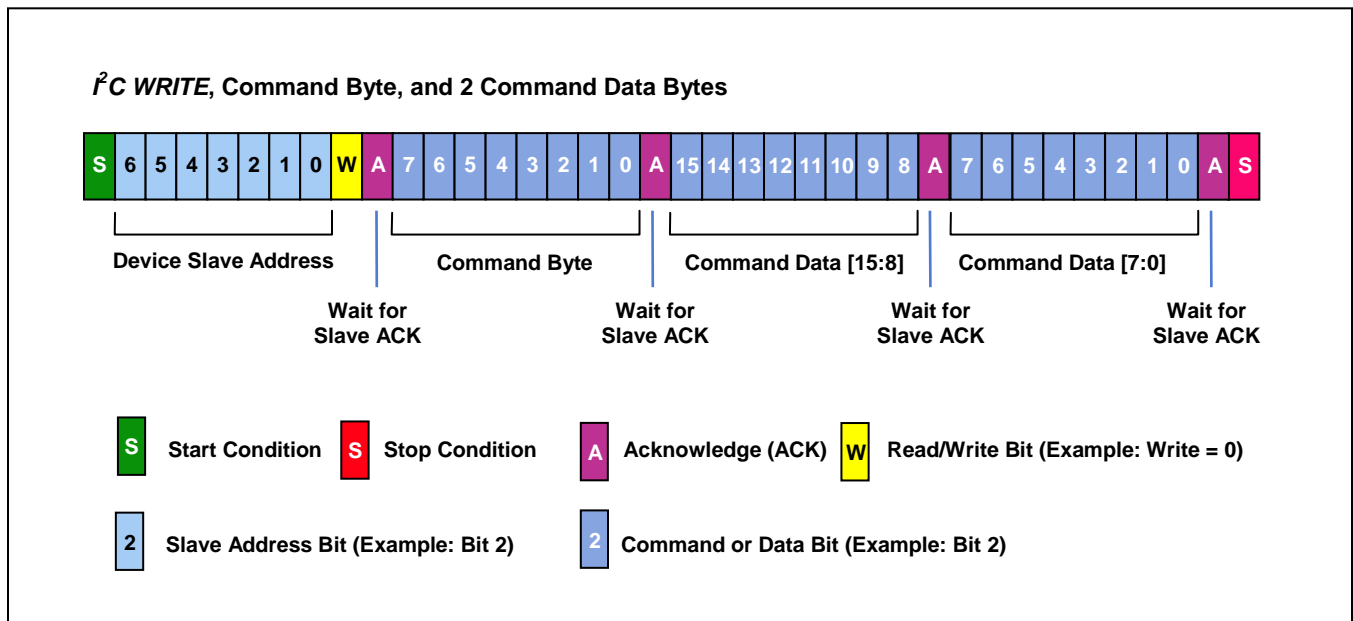 I²C WRITE, Command Byte, and 2 Command Data Bytes
S 6 5 4 3 2 1 0 W A 7 6 5 4 3 2 1 0 A 15 14 13 12 11 10 9 8 A 7 6 5 4 3 2 1 0 A S
Device Slave Address Command Byte Command Data [15:8] Command Data [7:0]
Wait for Wait for Wait for Wait for
Slave ACK Slave ACK Slave ACK Slave ACK
S Start Condition S Stop Condition A Acknowledge (ACK) W Read/Write Bit (Example: Write = 0)
2 Slave Address Bit (Example: Bit 2) 2 Command or Data Bit (Example: Bit 2)